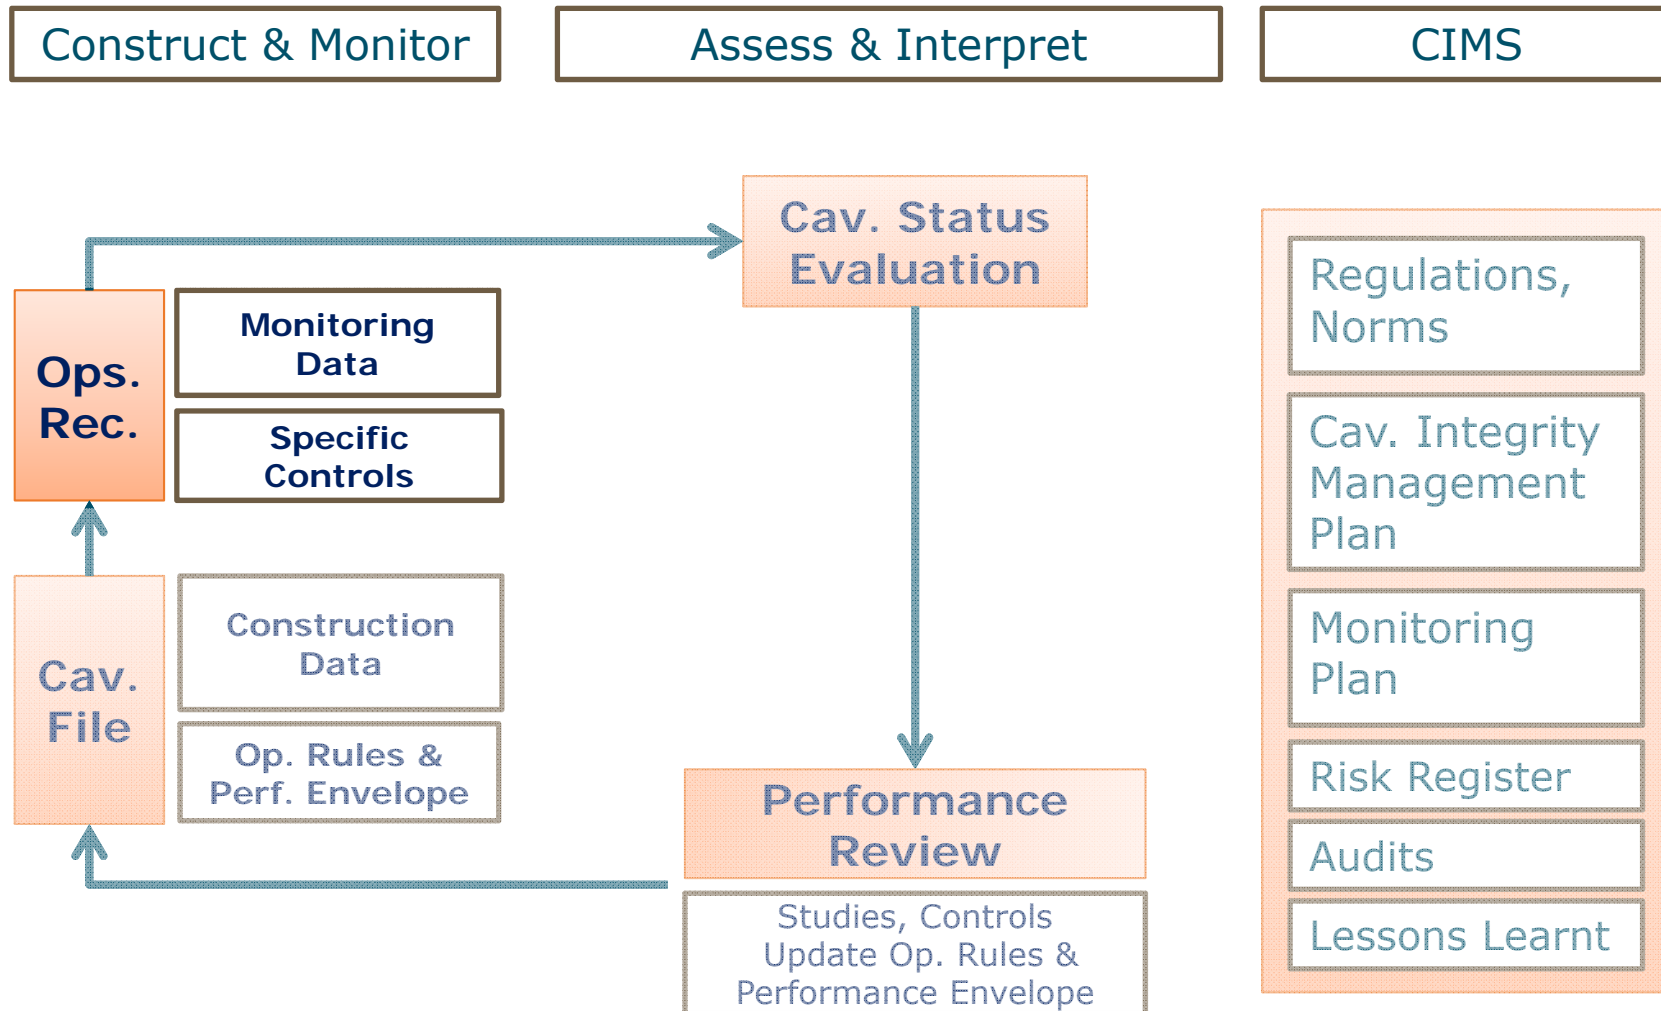 Construct & Monitor
Assess & Interpret
CIMS
Cav. Status
Evaluation
Ops.
Rec.
Monitoring
Data
Specific
Controls
Cav.
File
Construction
Data
Op. Rules &
Perf. Envelope
Performance
Review
Studies, Controls
Update Op. Rules &
Performance Envelope
Regulations,
Norms
Cav. Integrity
Management
Plan
Monitoring
Plan
Risk Register
Audits
Lessons Learnt